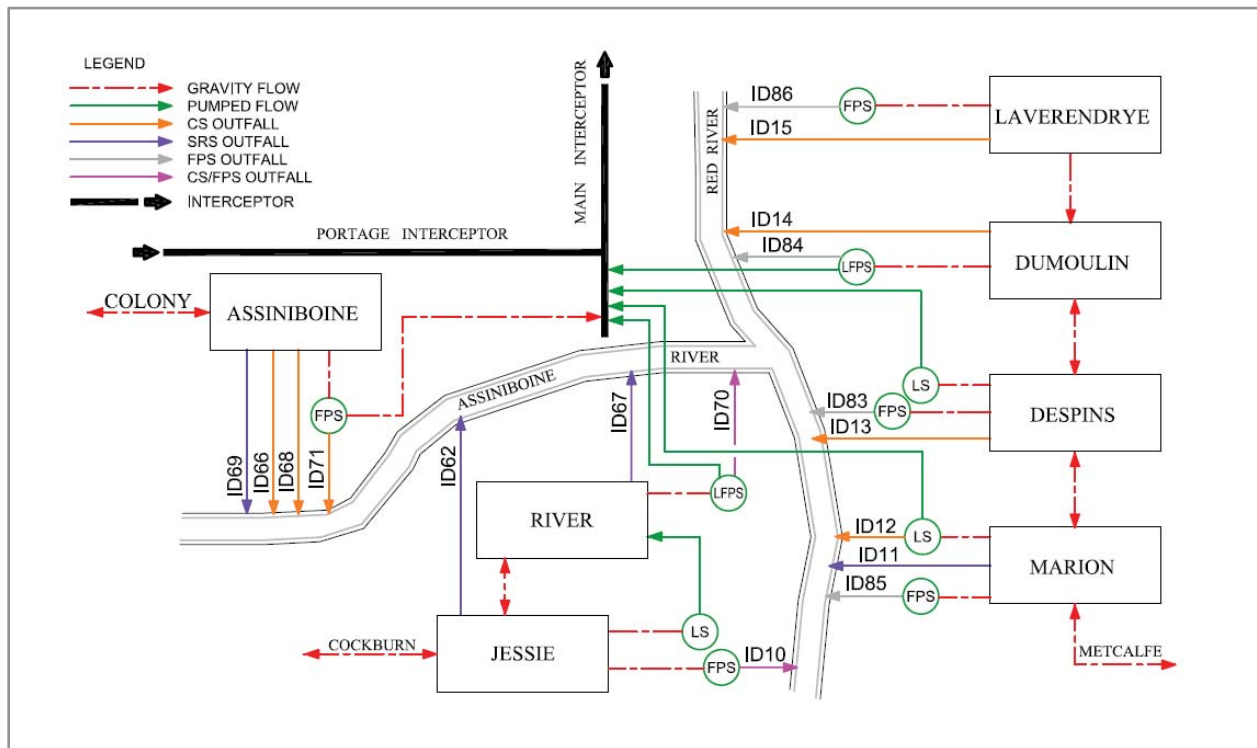 LEGEND
GRAVITY FLOW
PUMPED FLOW
CS OUTFALL
SRS OUTFALL
FPS OUTFALL
CS/FPS OUTFALL
INTERCEPTOR
MAIN INTERCEPTOR
PORTAGE INTERCEPTOR
RED RIVER
ID86
FPS
LAVERENDRYE
ID15
ID14
ID84
LFPS
DUMOULIN
COLONY
ASSINIBOINE
FPS
ID69
ID66
ID68
ID71
ASSINIBOINE
RIVER
LS
ID83
FPS
DESPINS
ID13
ID62
ID67
ID70
LFPS
RIVER
ID12
LS
ID11
MARION
ID85
FPS
COCKBURN
JESSIE
LS
FPS
ID10
METCALFE